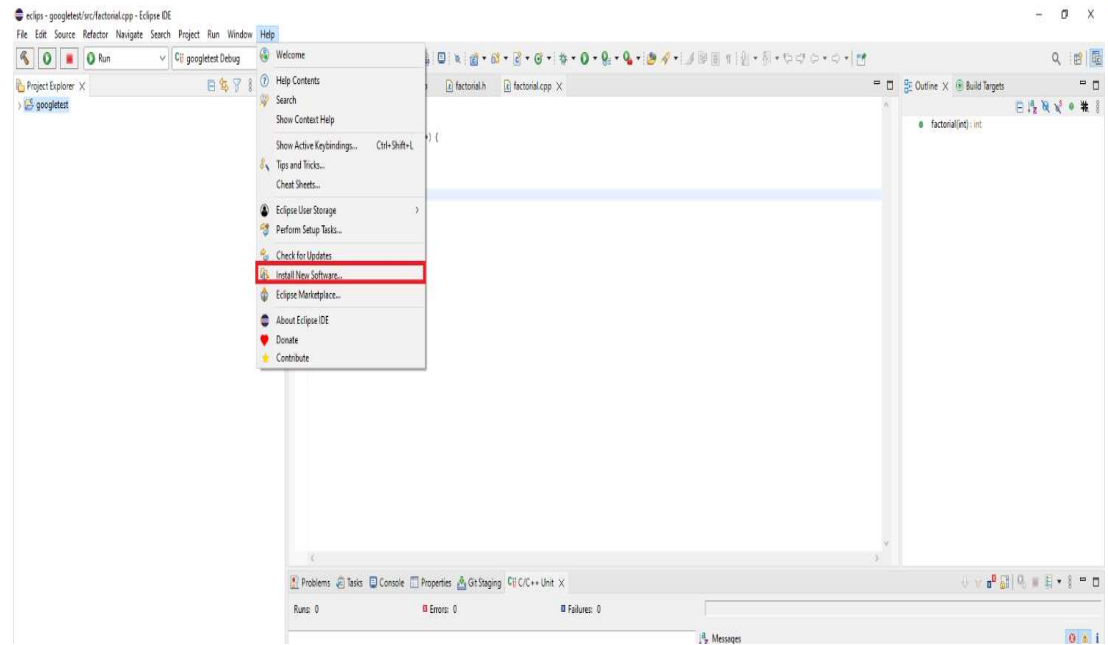 eclips - googletest/src/factorial.cpp - Eclipse IDE
File Edit Source Refactor Navigate Search Project Run Window Help
Run googletest Debug
Welcome
Project Explorer
Help Contents
factorial.h factorial.cpp
Outline Build Targets
googletest
Search
factorial(int) : int
Show Context Help
+) {
Show Active Keybindings... Ctrl+Shift+L
Tips and Tricks...
Cheat Sheets...
Eclipse User Storage
Perform Setup Tasks...
Check for Updates
Install New Software...
Eclipse Marketplace...
About Eclipse IDE
Donate
Contribute
Problems Tasks Console Properties Git Staging C/C++ Unit
Runs: 0 Errors: 0 Failures: 0
Messages